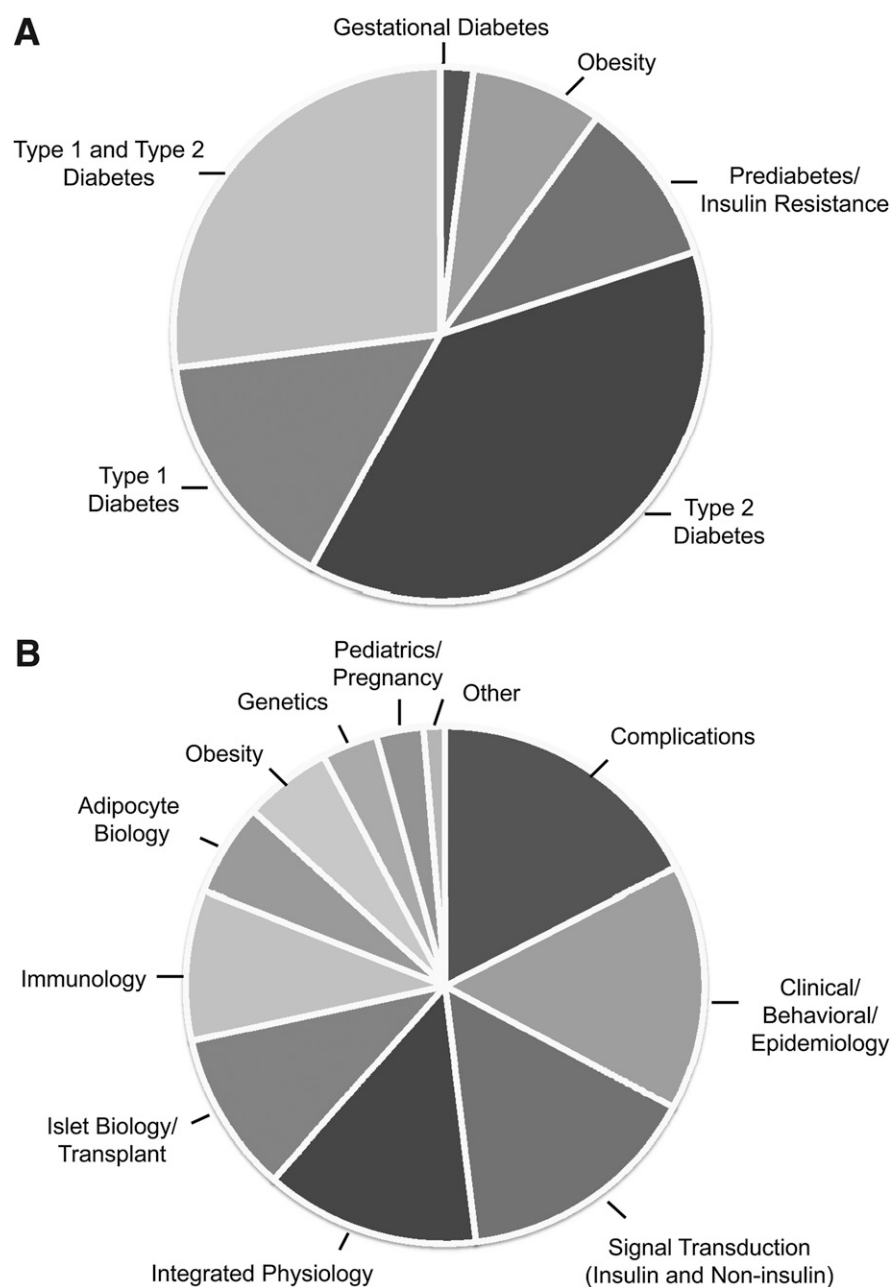 A
Gestational Diabetes
Obesity
Type 1 and Type 2
Diabetes
Prediabetes/
Insulin Resistance
Type 1
Diabetes
Type 2
Diabetes
B
Pediatrics/
Pregnancy
Other
Genetics
Complications
Obesity
Adipocyte
Biology
Immunology
Clinical/
Behavioral/
Epidemiology
Islet Biology/
Transplant
Signal Transduction
(Insulin and Non-insulin)
Integrated Physiology